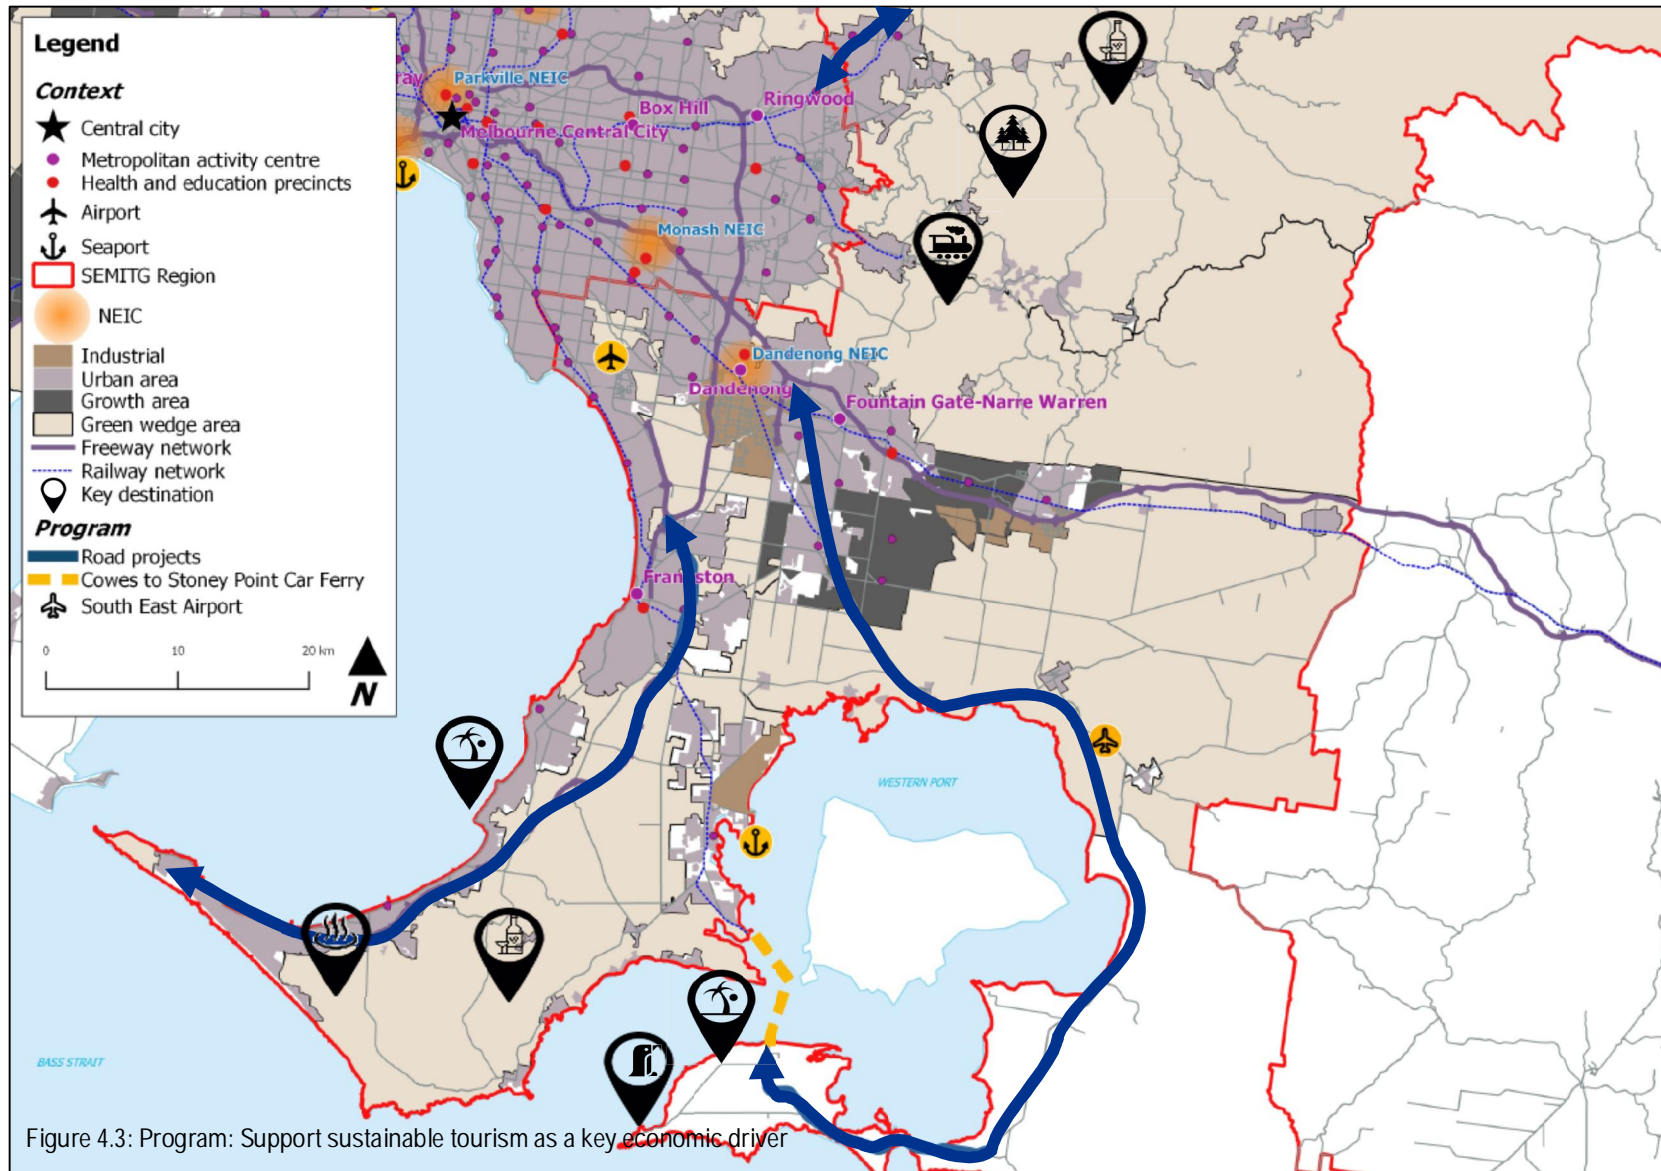 Legend
Context
Central city
Metropolitan activity centre
Health and education precincts
Airport
Seaport
SEMITG Region
NEIC
Industrial
Urban area
Growth area
Green wedge area
Freeway network
Railway network
Key destination
Program
Road projects
Cowes to Stoney Point Car Ferry
South East Airport
0 10 20 km
N
ray
Parkville NEIC
Melbourne Central City
Box Hill
Ringwood
Monash NEIC
Dandenong NEIC
Dandenong
Fountain Gate-Narre Warren
Frankston
WESTERN PORT
BASS STRAIT
Figure 4.3: Program: Support sustainable tourism as a key economic driver